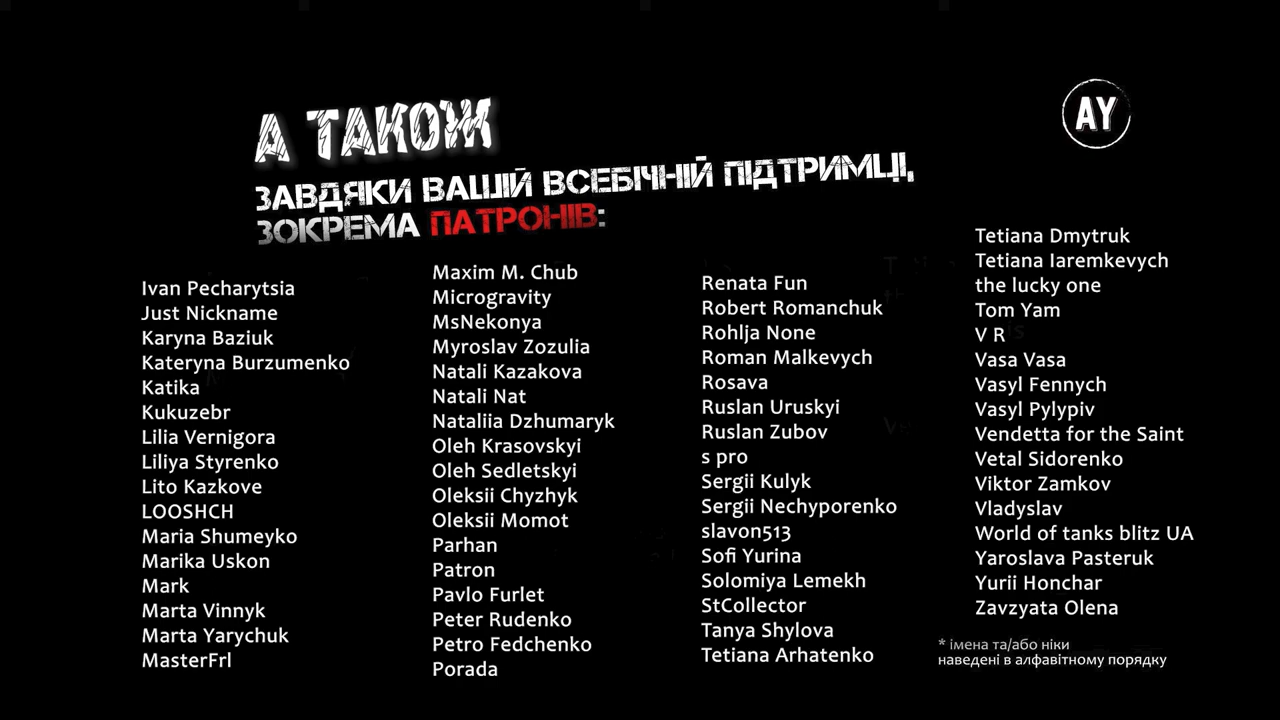 А ТАКОЖ
ЗАВДЯКИ ВАШІЙ ВСЕБІЧНІЙ ПІДТРИМЦІ,
ЗОКРЕМА ПАТРОНІВ:
AY
Ivan Pecharytsia
Just Nickname
Karyna Baziuk
Kateryna Burzumenko
Katika
Kukuzebr
Lilia Vernigora
Liliya Styrenko
Lito Kazkove
LOOSHCH
Maria Shumeyko
Marika Uskon
Mark
Marta Vinnyk
Marta Yarychuk
MasterFrl
Maxim M. Chub
Microgravity
MsNekonya
Myroslav Zozulia
Natali Kazakova
Natali Nat
Nataliia Dzhumaryk
Oleh Krasovskyi
Oleh Sedletskyi
Oleksii Chyzhyk
Oleksii Momot
Parhan
Patron
Pavlo Furlet
Peter Rudenko
Petro Fedchenko
Porada
Renata Fun
Robert Romanchuk
Rohlja None
Roman Malkevych
Rosava
Ruslan Uruskyi
Ruslan Zubov
s pro
Sergii Kulyk
Sergii Nechyporenko
slavon513
Sofi Yurina
Solomiya Lemekh
StCollector
Tanya Shylova
Tetiana Arhatenko
Tetiana Dmytruk
Tetiana Iaremkevych
the lucky one
Tom Yam
V R
Vasa Vasa
Vasyl Fennych
Vasyl Pylypiv
Vendetta for the Saint
Vetal Sidorenko
Viktor Zamkov
Vladyslav
World of tanks blitz UA
Yaroslava Pasteruk
Yurii Honchar
Zavzyata Olena
* імена та/або ніки
наведені в алфавітному порядку